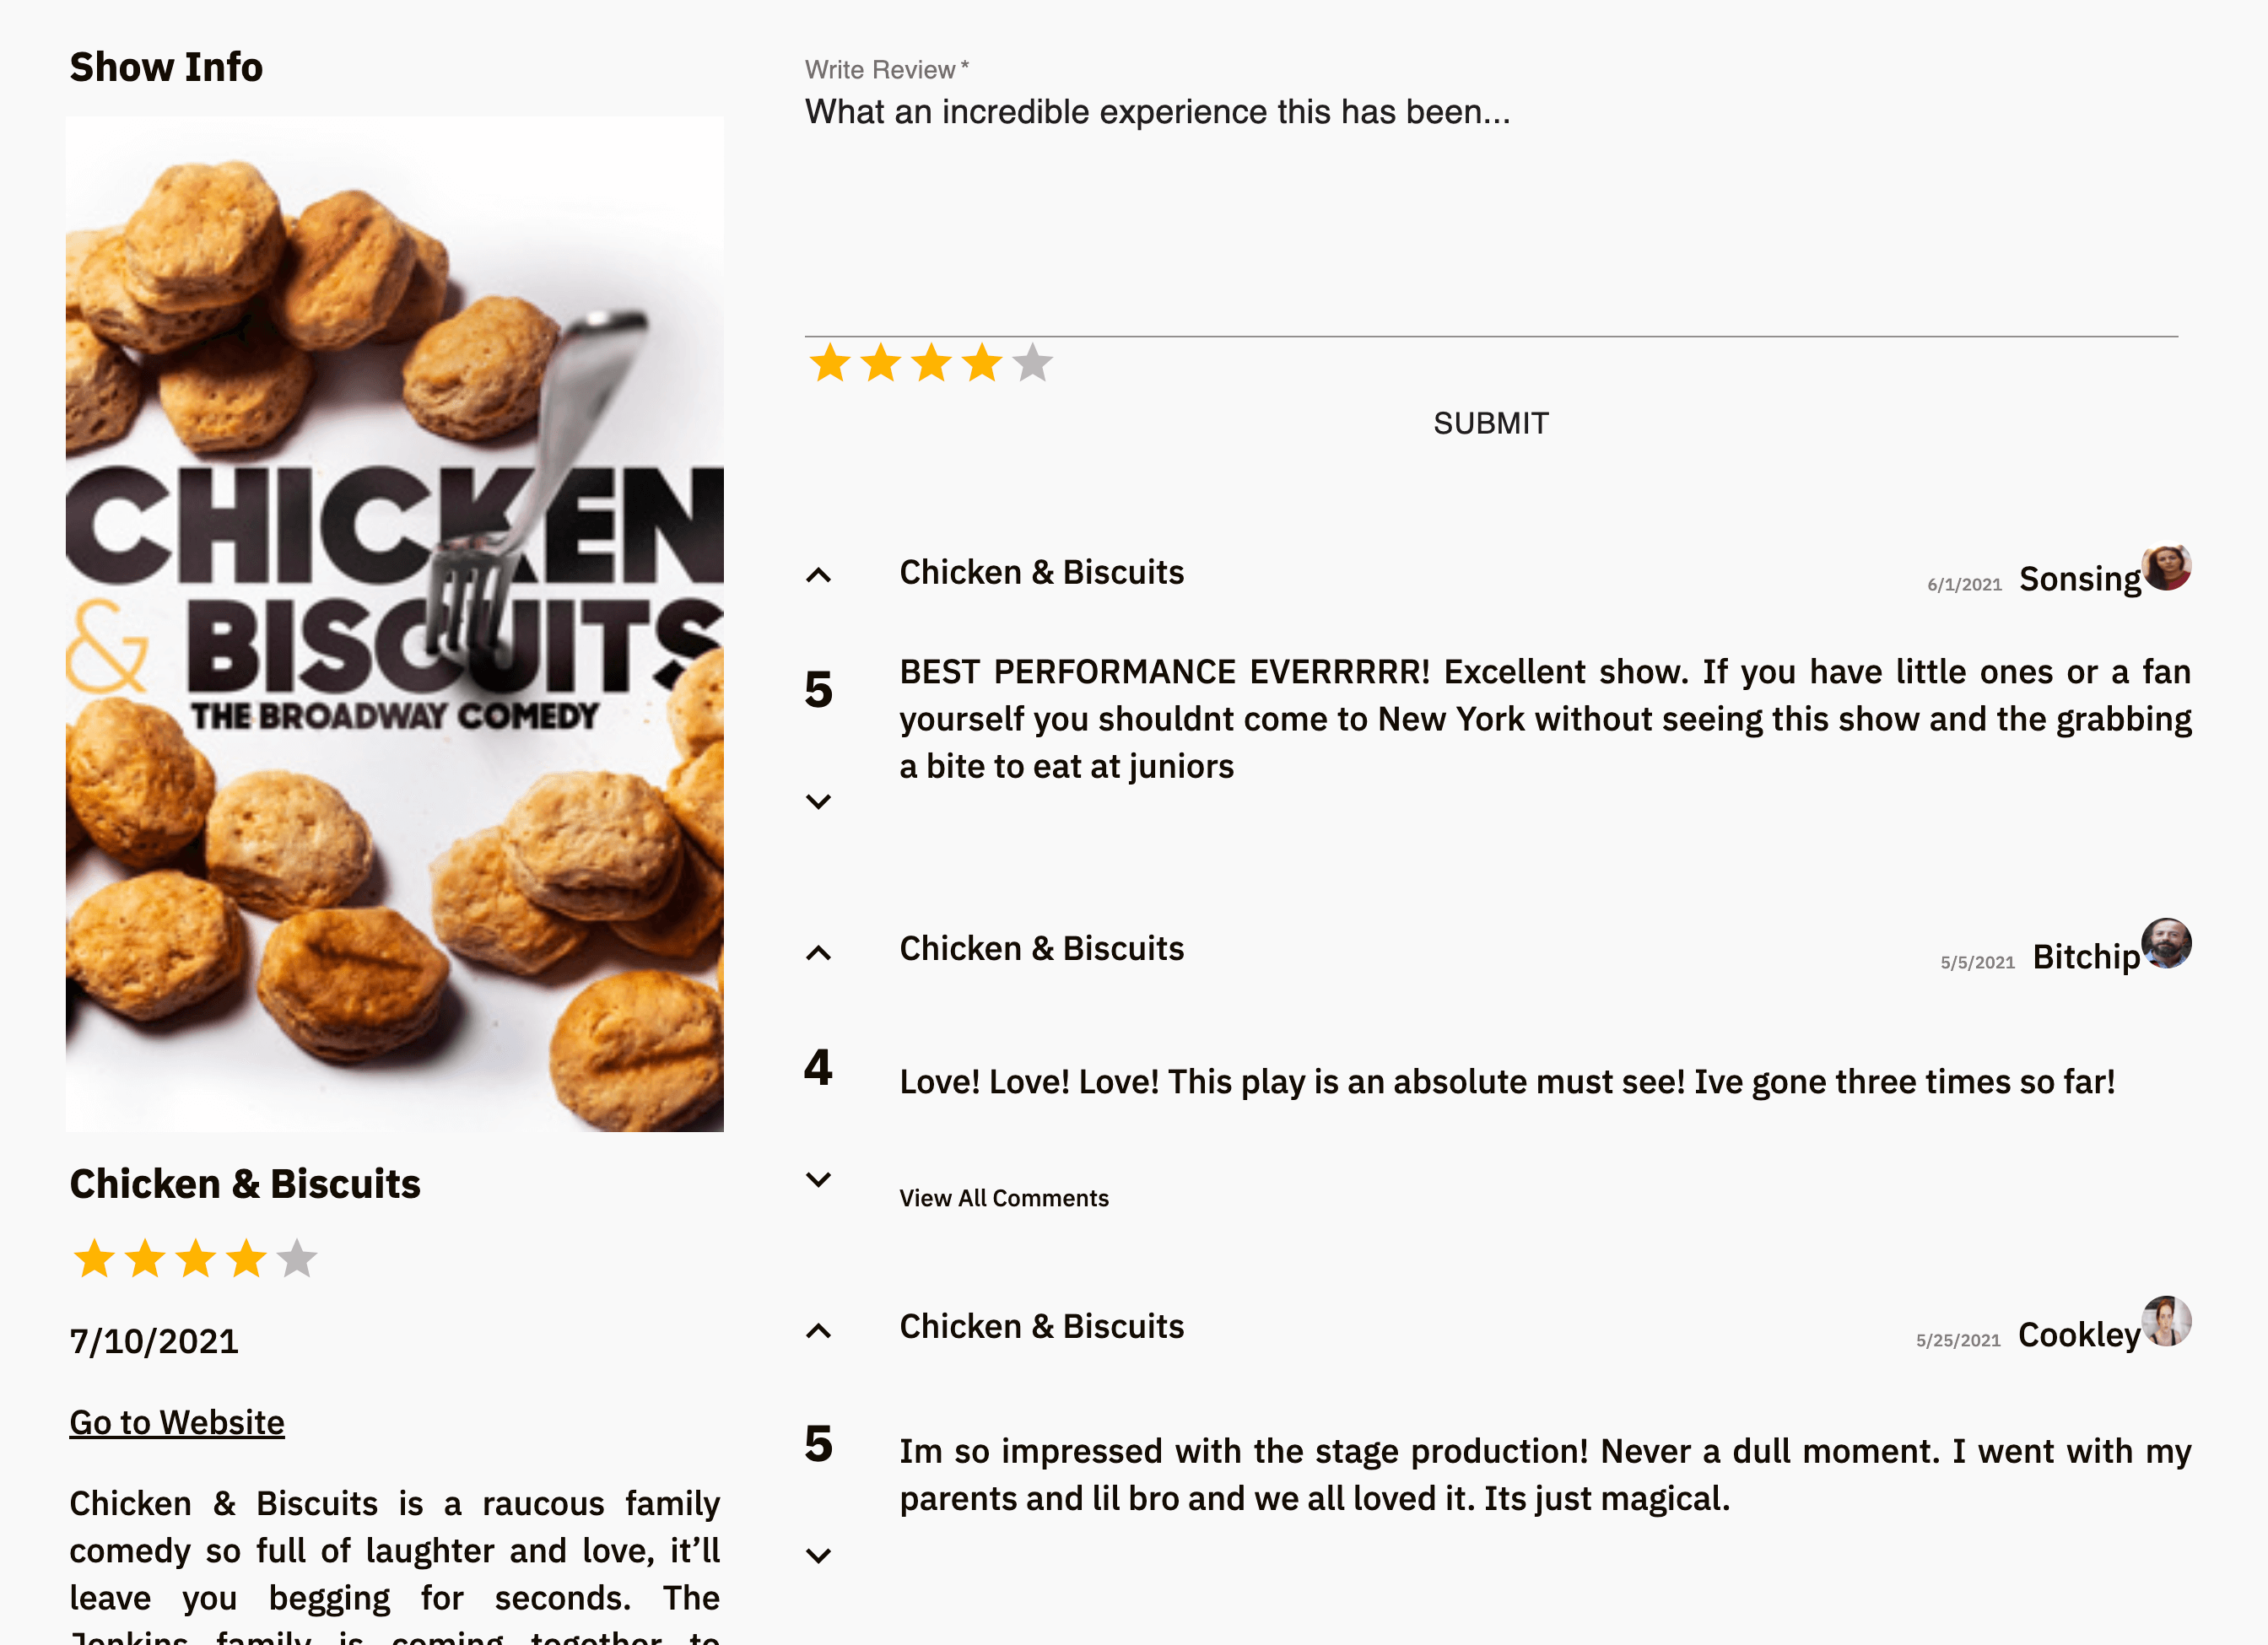 Show Info
CHICKEN
& BISCUITS
THE BROADWAY COMEDY
Chicken & Biscuits
7/10/2021
Go to Website
Chicken & Biscuits is a raucous family
comedy so full of laughter and love, it’ll
leave you begging for seconds. The
Jenkins family is coming together to
Write Review *
What an incredible experience this has been...
SUBMIT
Chicken & Biscuits
6/1/2021 Sonsing
5
BEST PERFORMANCE EVERRRRR! Excellent show. If you have little ones or a fan
yourself you shouldnt come to New York without seeing this show and the grabbing
a bite to eat at juniors
Chicken & Biscuits
5/5/2021 Bitchip
4
Love! Love! Love! This play is an absolute must see! Ive gone three times so far!
View All Comments
Chicken & Biscuits
5/25/2021 Cookley
5
Im so impressed with the stage production! Never a dull moment. I went with my
parents and lil bro and we all loved it. Its just magical.